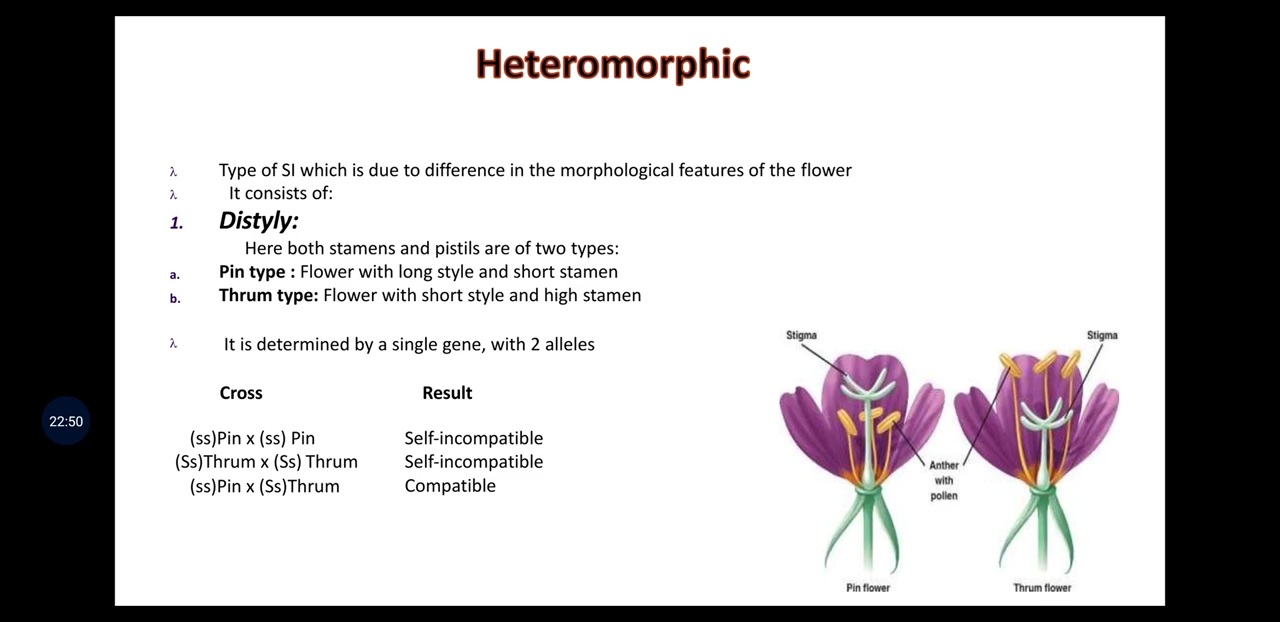 Heteromorphic
λ Type of SI which is due to difference in the morphological features of the flower
λ It consists of:
1. Distyly:
Here both stamens and pistils are of two types:
a. Pin type : Flower with long style and short stamen
b. Thrum type: Flower with short style and high stamen
λ It is determined by a single gene, with 2 alleles
Cross Result
(ss)Pin x (ss) Pin Self-incompatible
(Ss)Thrum x (Ss) Thrum Self-incompatible
(ss)Pin x (Ss)Thrum Compatible
Stigma
Stigma
Anther
with
pollen
Pin flower
Thrum flower
22:50